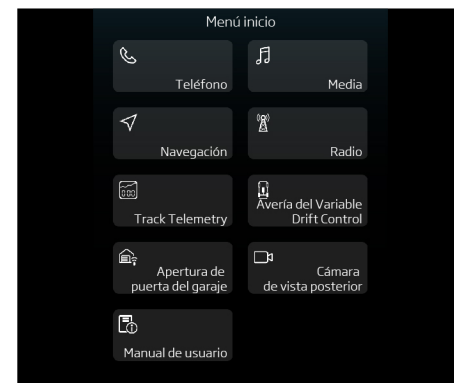 Menú inicio
Teléfono
Media
Navegación
Radio
Track Telemetry
Avería del Variable
Drift Control
Apertura de
puerta del garaje
Cámara
de vista posterior
Manual de usuario